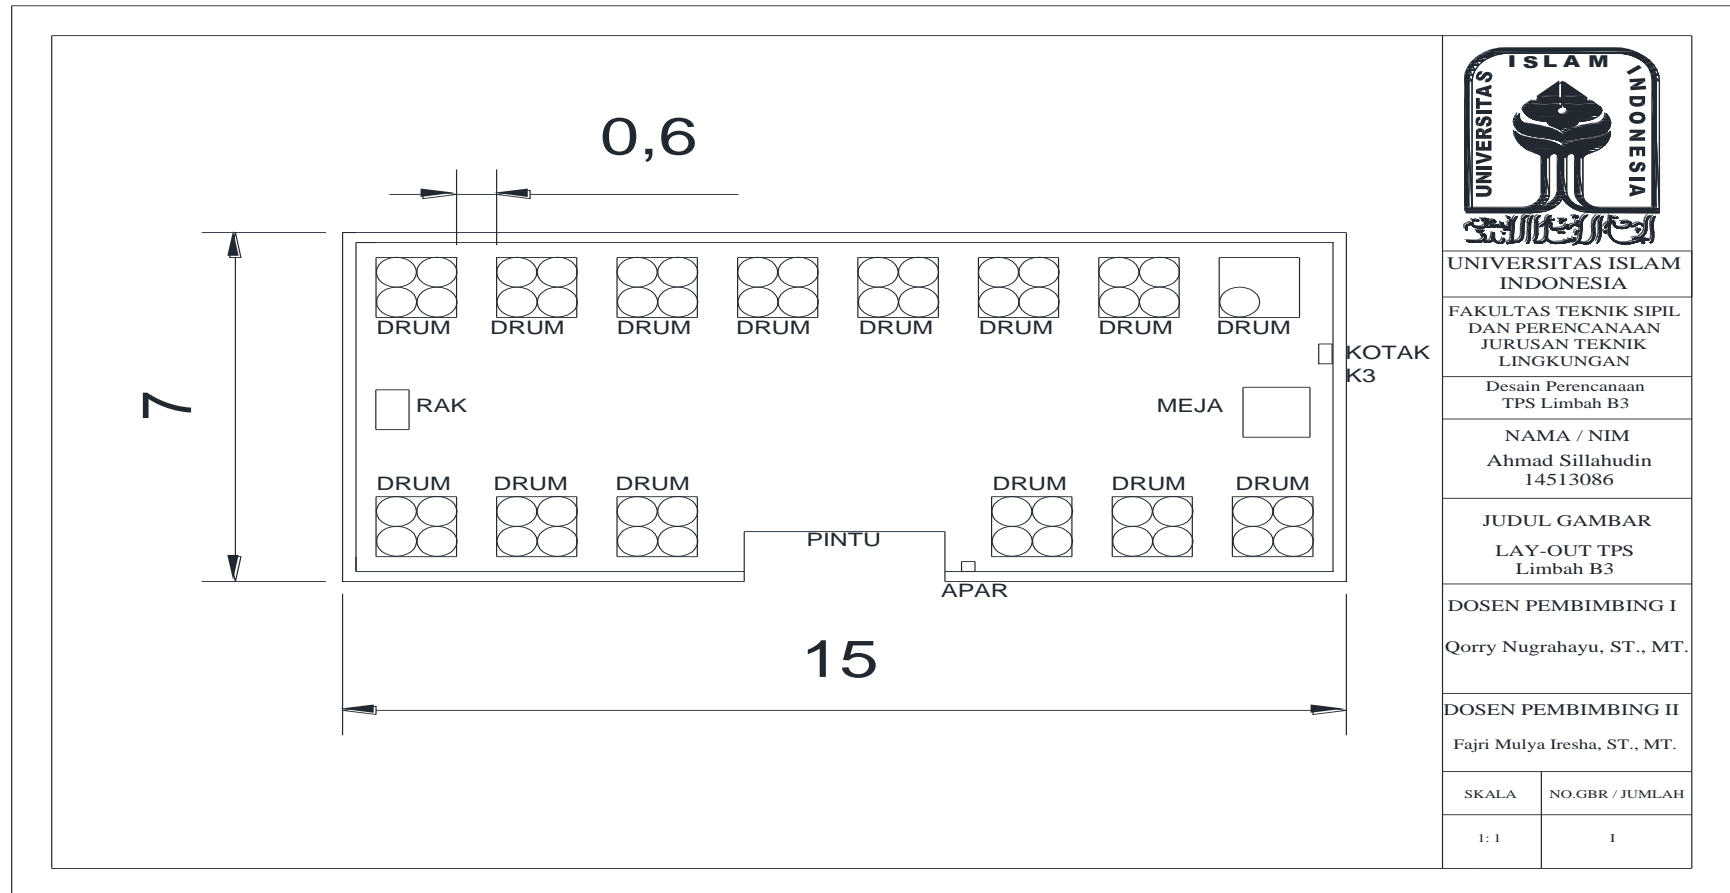 0,6
DRUM DRUM DRUM DRUM DRUM DRUM DRUM DRUM
KOTAK
K3
7
RAK
MEJA
DRUM DRUM DRUM DRUM DRUM DRUM
PINTU
APAR
15
UNIVERSITAS ISLAM INDONESIA
UNIVERSITAS ISLAM
INDONESIA
FAKULTAS TEKNIK SIPIL
DAN PERENCANAAN
JURUSAN TEKNIK
LINGKUNGAN
Desain Perencanaan
TPS Limbah B3
NAMA / NIM
Ahmad Sillahudin
14513086
JUDUL GAMBAR
LAY-OUT TPS
Limbah B3
DOSEN PEMBIMBING I
Qorry Nugrahayu, ST., MT.
DOSEN PEMBIMBING II
Fajri Mulya Iresha, ST., MT.
SKALA NO.GBR / JUMLAH
1: 1 I